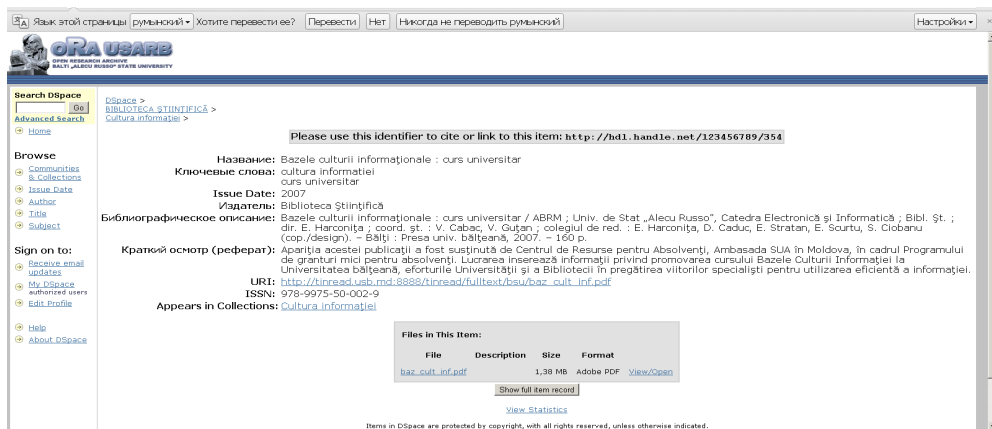 Язык этой страницы румынский Хотите перевести ее? Перевести Нет Никогда не переводить румынский Настройки
ORA USARB
OPEN RESEARCH ARCHIVE
BALTI „ALECU RUSSO" STATE UNIVERSITY
Search DSpace
Go
Advanced Search
Home
Browse
Communities
& Collections
Issue Date
Author
Title
Subject
Sign on to:
Receive email
updates
My DSpace
authorized users
Edit Profile
Help
About DSpace
DSpace >
BIBLIOTECA ŞTIINŢIFICĂ >
Cultura informaţiei >
Please use this identifier to cite or link to this item: http://hdl.handle.net/123456789/354
Название: Bazele culturii informaţionale : curs universitar
Ключевые слова: cultura informatiei
curs universitar
Issue Date: 2007
Издатель: Biblioteca Ştiinţifică
Библиографическое описание: Bazele culturii informaţionale : curs universitar / ABRM ; Univ. de Stat „Alecu Russo", Catedra Electronică şi Informatică ; Bibl. Şt. ;
dir. E. Harconiţa ; coord. şt. : V. Cabac, V. Guţan ; colegiul de red. : E. Harconiţa, D. Caduc, E. Stratan, E. Scurtu, S. Ciobanu
(cop./design). – Bălţi : Presa univ. bălţeană, 2007. – 160 p.
Краткий осмотр (реферат): Apariţia acestei publicaţii a fost susţinută de Centrul de Resurse pentru Absolvenţi, Ambasada SUA în Moldova, în cadrul Programului
de granturi mici pentru absolvenţi. Lucrarea inserează informaţii privind promovarea cursului Bazele Culturii Informaţiei la
Universitatea bălţeană, eforturile Universităţii şi a Bibliotecii în pregătirea viitorilor specialişti pentru utilizarea eficientă a informaţiei.
URI: http://tinread.usb.md:8888/tinread/fulltext/bsu/baz_cult_inf.pdf
ISSN: 978-9975-50-002-9
Appears in Collections: Cultura informaţiei
Files in This Item:
File Description Size Format
baz_cult_inf.pdf 1,38 MB Adobe PDF View/Open
Show full item record
View Statistics
Items in DSpace are protected by copyright, with all rights reserved, unless otherwise indicated.